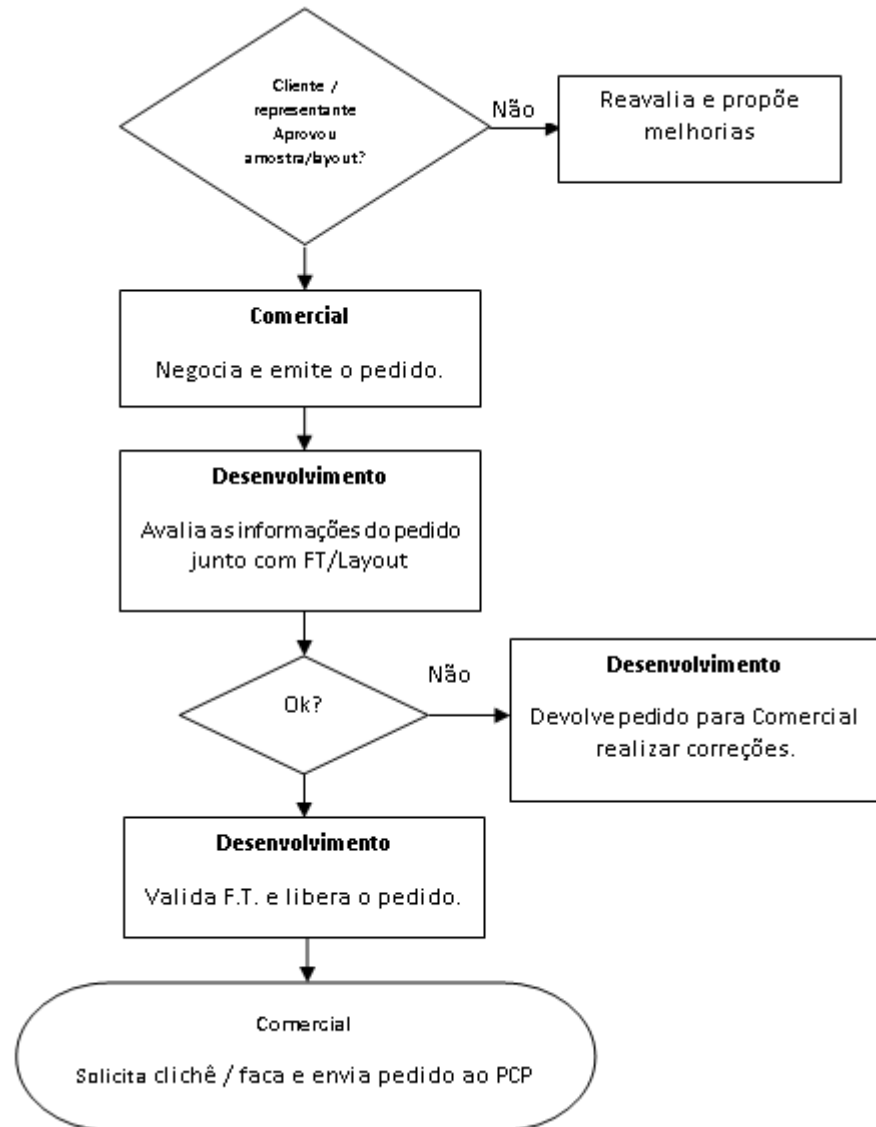 Cliente /
representante
Aprovou
amostra/layout?
Não
Reavalia e propõe
melhorias
Comercial
Negocia e emite o pedido.
Desenvolvimento
Avalia as informações do pedido
junto com FT/Layout
Ok?
Não
Desenvolvimento
Devolve pedido para Comercial
realizar correções.
Desenvolvimento
Valida F.T. e libera o pedido.
Comercial
Solicita clichê / faca e envia pedido ao PCP